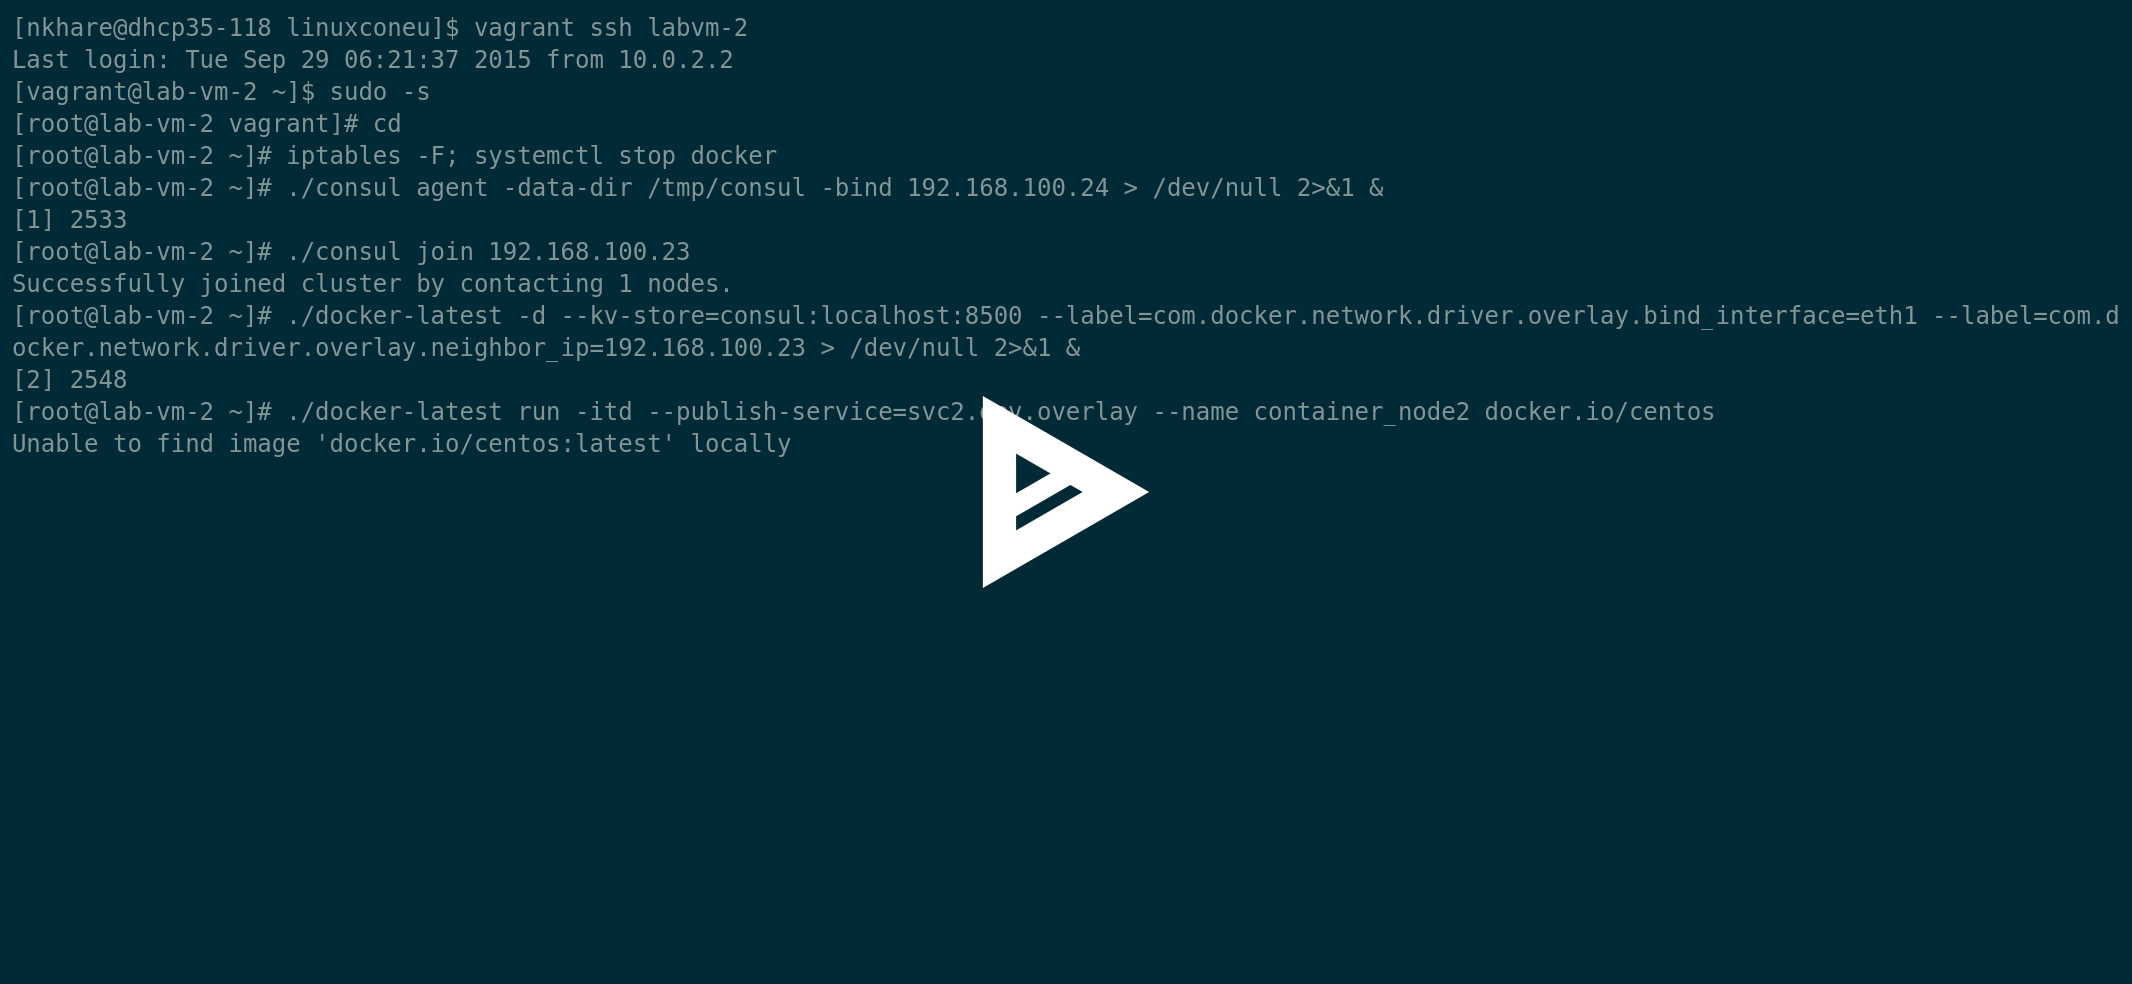 [nkhare@dhcp35-118 linuxconeu]$ vagrant ssh labvm-2
Last login: Tue Sep 29 06:21:37 2015 from 10.0.2.2
[vagrant@lab-vm-2 ~]$ sudo -s
[root@lab-vm-2 vagrant]# cd
[root@lab-vm-2 ~]# iptables -F; systemctl stop docker
[root@lab-vm-2 ~]# ./consul agent -data-dir /tmp/consul -bind 192.168.100.24 > /dev/null 2>&1 &
[1] 2533
[root@lab-vm-2 ~]# ./consul join 192.168.100.23
Successfully joined cluster by contacting 1 nodes.
[root@lab-vm-2 ~]# ./docker-latest -d --kv-store=consul:localhost:8500 --label=com.docker.network.driver.overlay.bind_interface=eth1 --label=com.d
ocker.network.driver.overlay.neighbor_ip=192.168.100.23 > /dev/null 2>&1 &
[2] 2548
[root@lab-vm-2 ~]# ./docker-latest run -itd --publish-service=svc2. .overlay --name container_node2 docker.io/centos
Unable to find image 'docker.io/centos:latest' locally